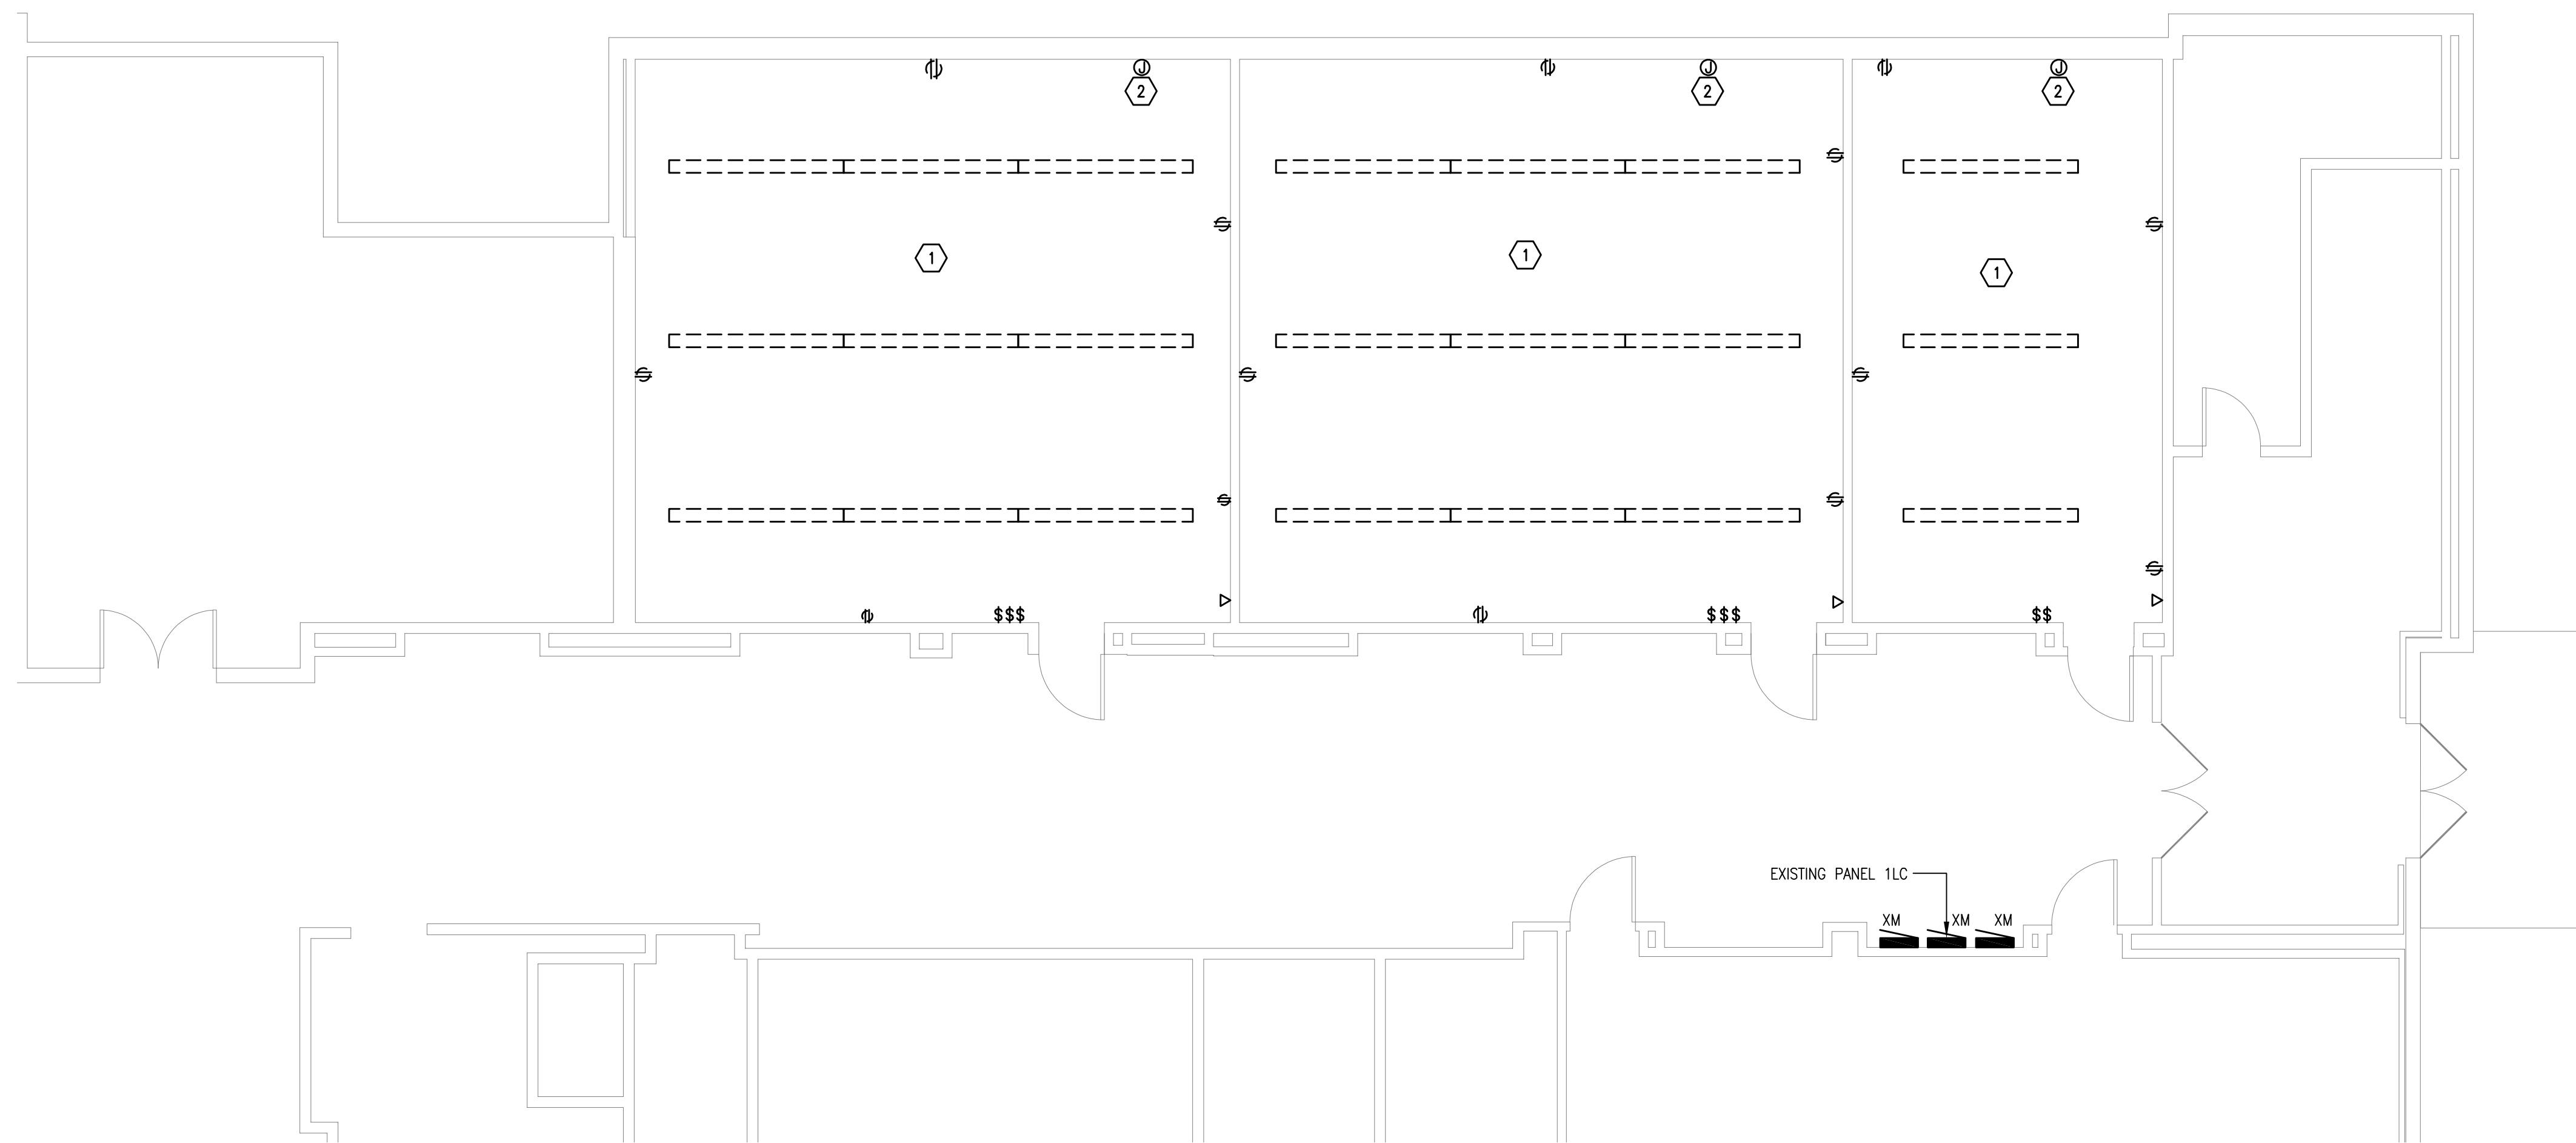 J J J
2 2 2
1 1 1
$$$ $$$ $$
EXISTING PANEL 1LC
XM XM XM